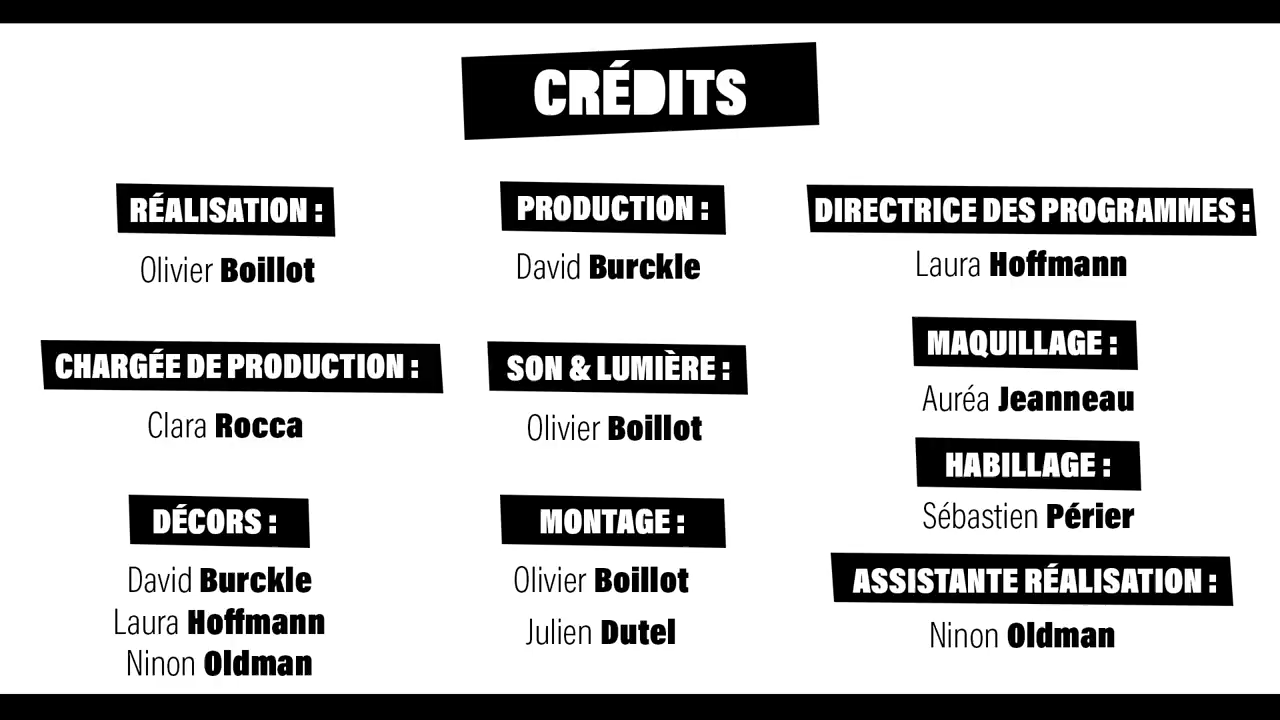 CRÉDITS
RÉALISATION :
Olivier Boillot
PRODUCTION :
David Burckle
DIRECTRICE DES PROGRAMMES :
Laura Hoffmann
CHARGÉE DE PRODUCTION :
Clara Rocca
SON & LUMIÈRE :
Olivier Boillot
MAQUILLAGE :
Auréa Jeanneau
HABILLAGE :
Sébastien Périer
DÉCORS :
David Burckle
Laura Hoffmann
Ninon Oldman
MONTAGE :
Olivier Boillot
Julien Dutel
ASSISTANTE RÉALISATION :
Ninon Oldman